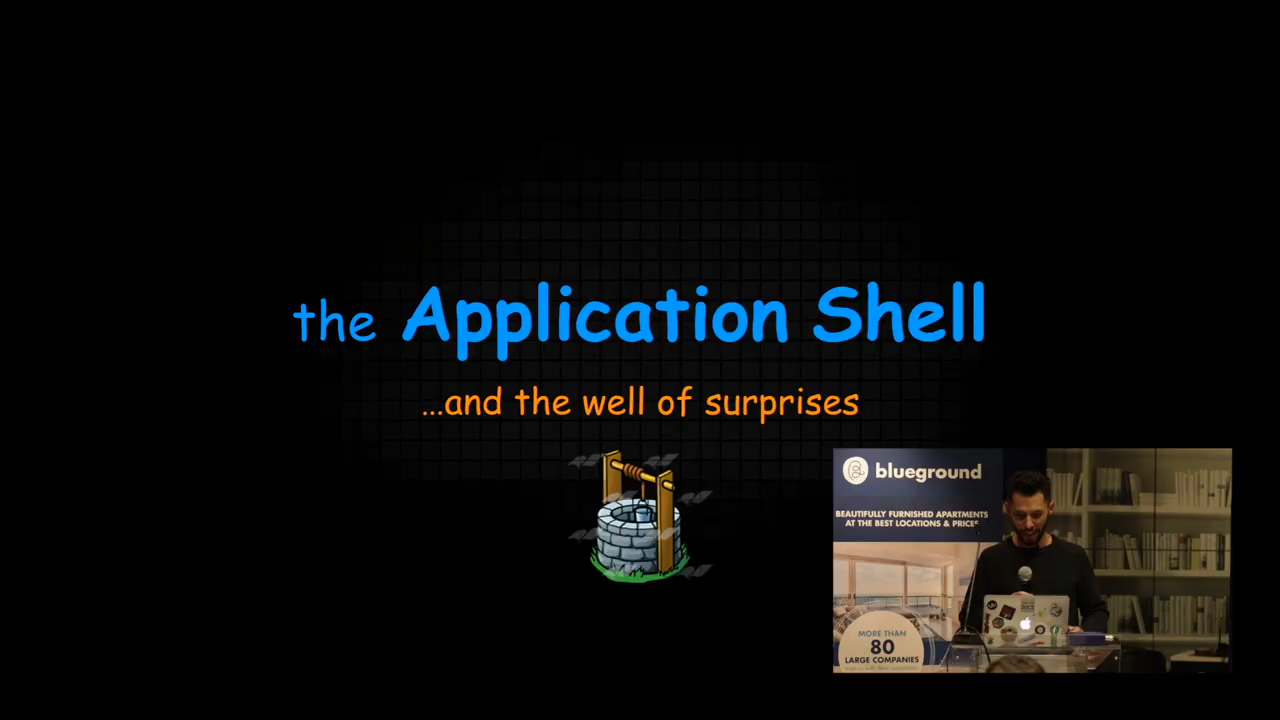 the Application Shell
…and the well of surprises
blueground
BEAUTIFULLY FURNISHED APARTMENTS
AT THE BEST LOCATIONS & PRICES
MORE THAN
80
LARGE COMPANIES